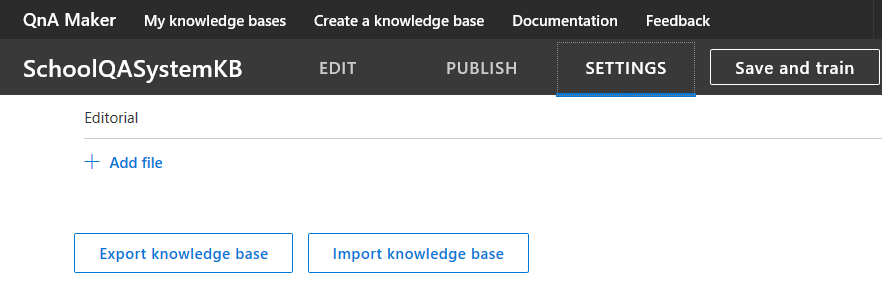 QnA Maker My knowledge bases Create a knowledge base Documentation Feedback
SchoolQASystemKB EDIT PUBLISH SETTINGS Save and train
Editorial
+ Add file
Export knowledge base Import knowledge base